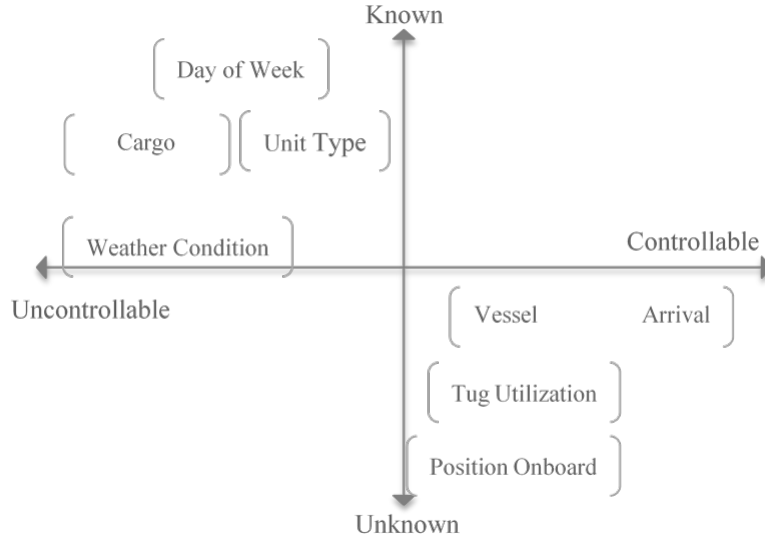 Known
Day of Week
Cargo
Unit Type
Weather Condition
Controllable
Uncontrollable
Vessel Arrival
Tug Utilization
Position Onboard
Unknown